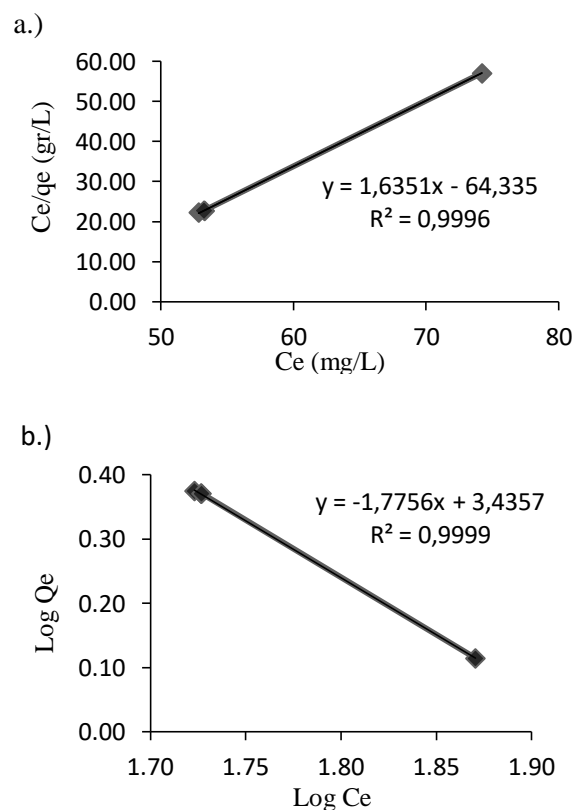 a.)
60.00
50.00
40.00
30.00
20.00
10.00
0.00
Ce/qe (gr/L)
y = 1,6351x - 64,335
R² = 0,9996
50 60 70 80
Ce (mg/L)
b.)
0.40
0.30
0.20
0.10
0.00
Log Qe
y = -1,7756x + 3,4357
R² = 0,9999
1.70 1.75 1.80 1.85 1.90
Log Ce